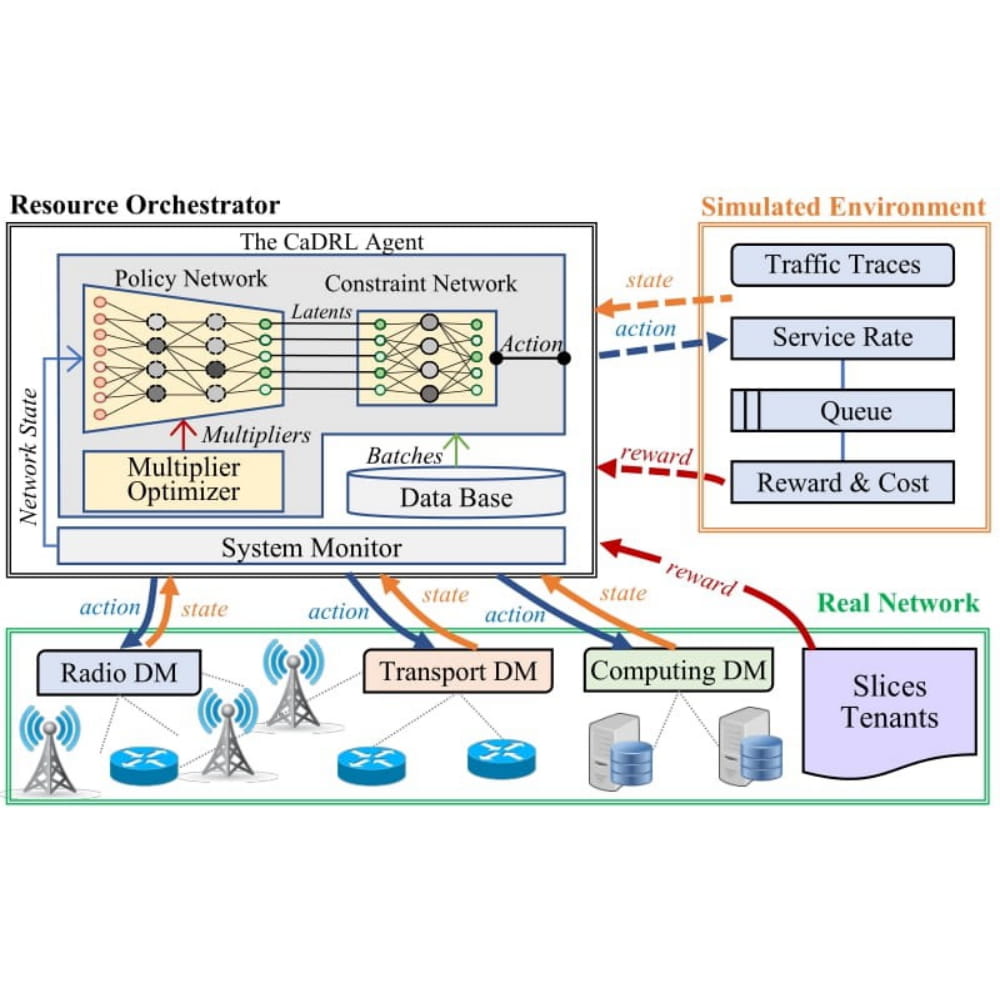 Resource Orchestrator
The CaDRL Agent
Policy Network
Constraint Network
Latents
Action
Network State
Multipliers
Multiplier
Optimizer
Batches
Data Base
System Monitor
Simulated Environment
state
action
reward
Traffic Traces
Service Rate
Queue
Reward & Cost
action
state
action
state
action
state
reward
Real Network
Radio DM
Transport DM
Computing DM
Slices
Tenants